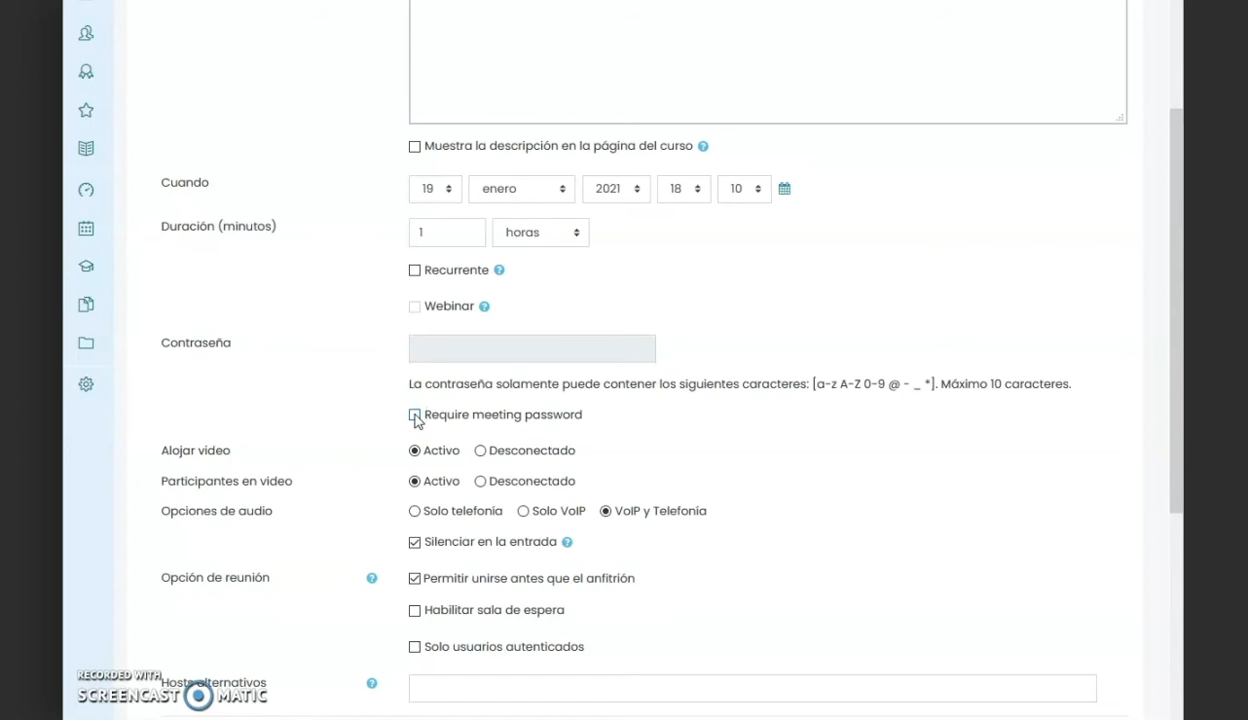 Muestra la descripción en la página del curso
Cuando 19 enero 2021 18 10
Duración (minutos) 1 horas
Recurrente
Webinar
Contraseña
La contraseña solamente puede contener los siguientes caracteres: [a-z A-Z 0-9 @ - _ *]. Máximo 10 caracteres.
Require meeting password
Alojar video Activo Desconectado
Participantes en video Activo Desconectado
Opciones de audio Solo telefonía Solo VoIP VoIP y Telefonía
Silenciar en la entrada
Opción de reunión Permitir unirse antes que el anfitrión
Habilitar sala de espera
Solo usuarios autenticados
RECORDED WITH
Hosts alternativos
SCREENCAST MATIC